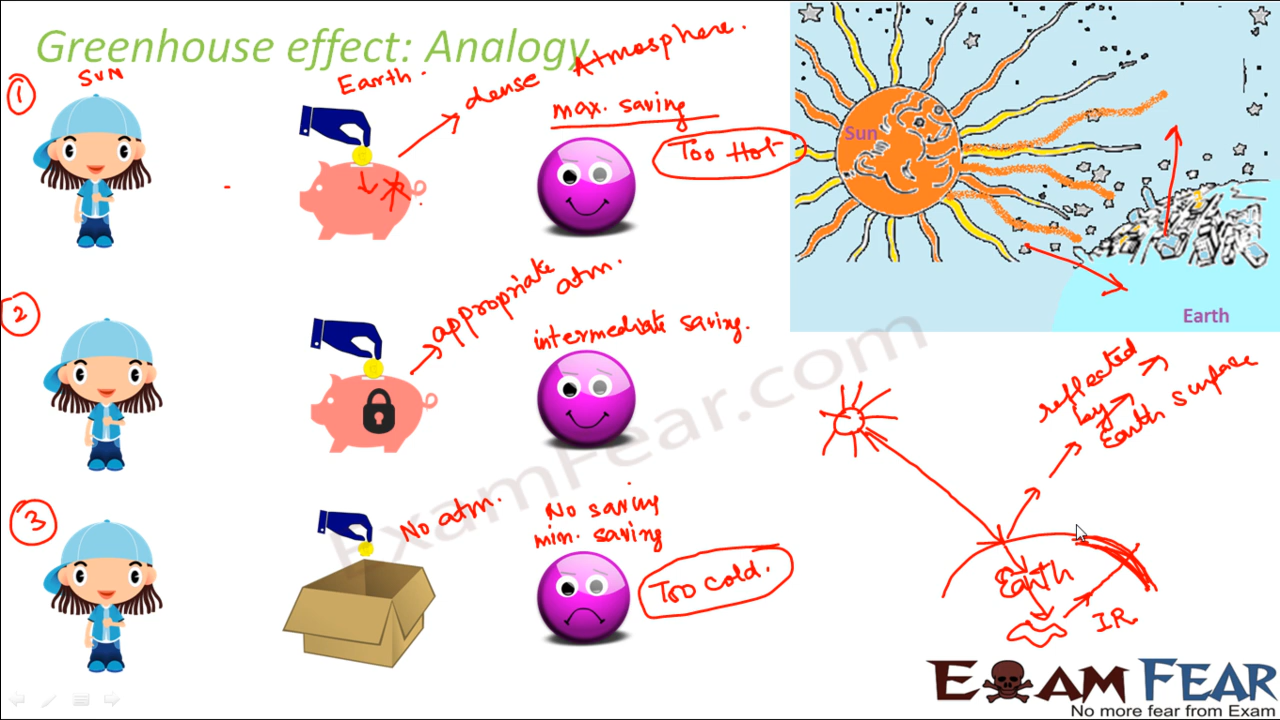 Greenhouse effect: Analogy
1
SUN
Earth.
dense Atmosphere.
max. saving
Too Hot
Sun
Earth
2
appropriate
atm.
intermediate saving.
reflected
by
Earth surface
3
No atm.
No saving
min. saving
Too cold.
Earth
IR
ExamFear.com
EXAM FEAR
No more fear from Exam